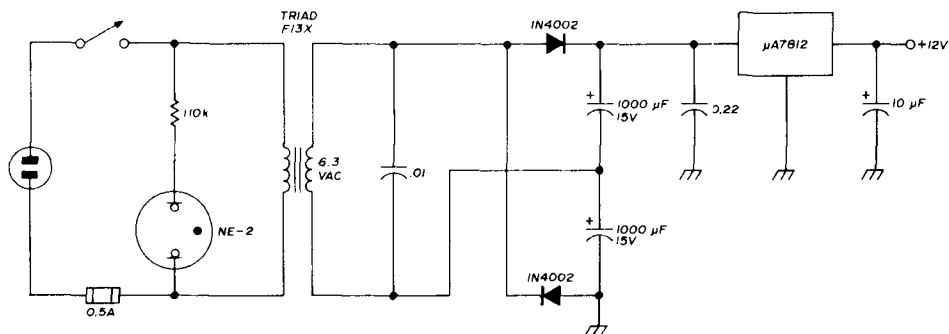 TRIAD
F13X
1N4002
µA7812
+12V
110k
+
1000 µF
15V
0.22
+
10 µF
6.3
VAC
.01
NE-2
+
1000 µF
15V
1N4002
0.5A